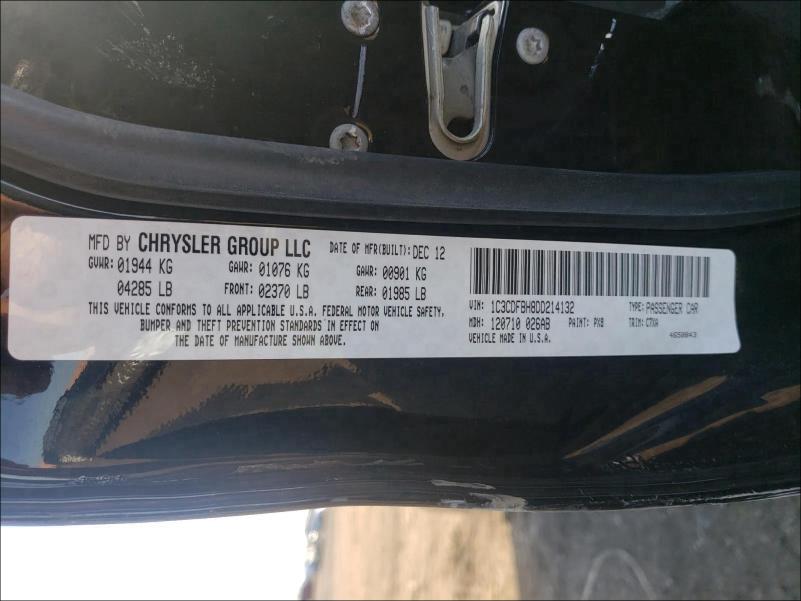 MFD BY CHRYSLER GROUP LLC DATE OF MFR(BUILT): DEC 12
GVWR: 01944 KG GAWR: 01076 KG GAWR: 00901 KG
04285 LB FRONT: 02370 LB REAR: 01985 LB
THIS VEHICLE CONFORMS TO ALL APPLICABLE U.S.A. FEDERAL MOTOR VEHICLE SAFETY,
BUMPER AND THEFT PREVENTION STANDARDS IN EFFECT ON
THE DATE OF MANUFACTURE SHOWN ABOVE.
VIN: 1C3CDFBH8DD214132 TYPE: PASSENGER CAR
MDH: 120710 026AB PAINT: PX8 TRIM: C7XA
VEHICLE MADE IN U.S.A. 4650843